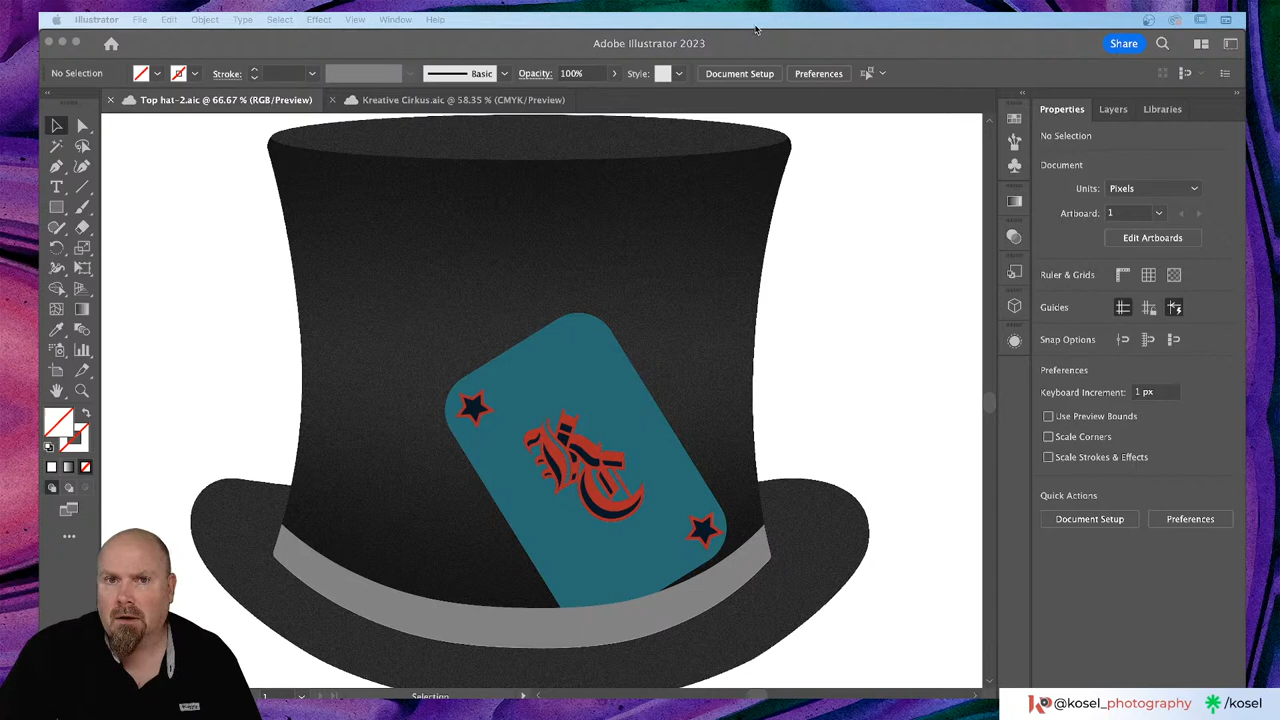 Illustrator File Edit Object Type Select Effect View Window Help
Adobe Illustrator 2023
Share
No Selection
Stroke:
Basic
Opacity: 100%
Style:
Document Setup
Preferences
Top hat-2.aic @ 66.67 % (RGB/Preview)
Kreative Cirkus.aic @ 58.35 % (CMYK/Preview)
Properties Layers Libraries
No Selection
Document
Units: Pixels
Artboard: 1
Edit Artboards
Ruler & Grids
Guides
Snap Options
Preferences
Keyboard Increment: 1 px
Use Preview Bounds
Scale Corners
Scale Strokes & Effects
Quick Actions
Document Setup
Preferences
KC
1
Selection
@kosel_photography /kosel